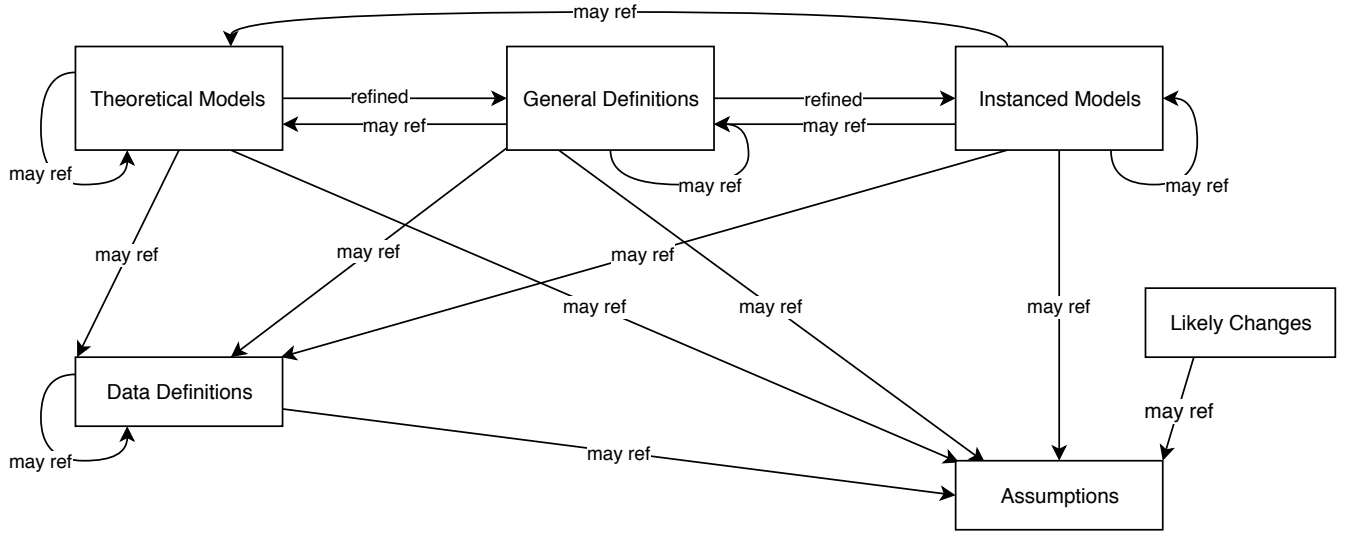 may ref
Theoretical Models
refined
General Definitions
refined
Instanced Models
may ref
may ref
may ref
may ref
may ref
may ref
may ref
may ref
may ref
may ref
may ref
may ref
Likely Changes
Data Definitions
may ref
may ref
may ref
Assumptions